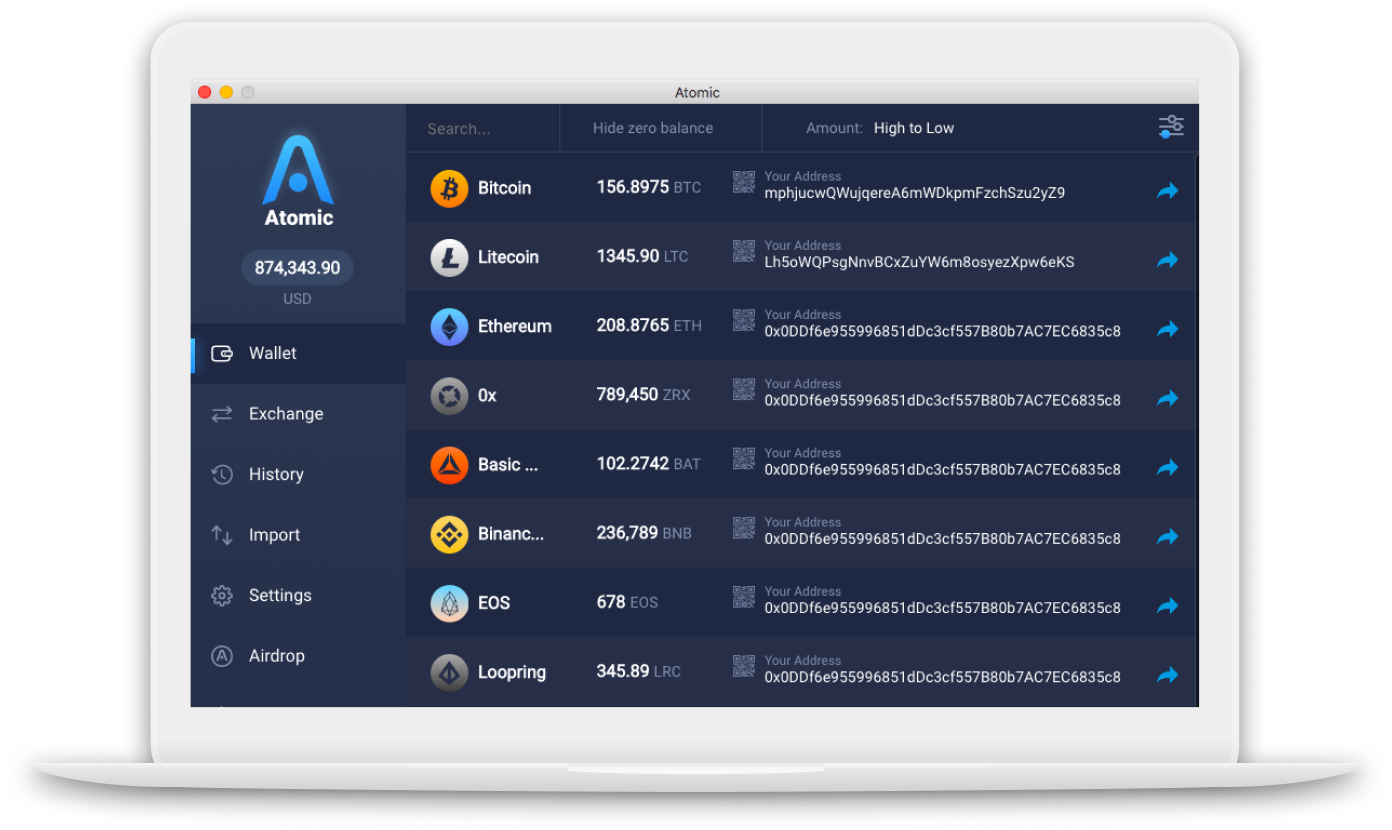 Atomic
Atomic
874,343.90
USD
Wallet
Exchange
History
Import
Settings
Airdrop
Search... Hide zero balance Amount: High to Low
Bitcoin 156.8975 BTC Your Address
mphjucwQWujqereA6mWDkpmFzchSzu2yZ9
Litecoin 1345.90 LTC Your Address
Lh5oWQPsgNnvBCxZuYW6m8osyezXpw6eKS
Ethereum 208.8765 ETH Your Address
0x0DDf6e955996851dDc3cf557B80b7AC7EC6835c8
0x 789,450 ZRX Your Address
0x0DDf6e955996851dDc3cf557B80b7AC7EC6835c8
Basic ... 102.2742 BAT Your Address
0x0DDf6e955996851dDc3cf557B80b7AC7EC6835c8
Binanc... 236,789 BNB Your Address
0x0DDf6e955996851dDc3cf557B80b7AC7EC6835c8
EOS 678 EOS Your Address
0x0DDf6e955996851dDc3cf557B80b7AC7EC6835c8
Loopring 345.89 LRC Your Address
0x0DDf6e955996851dDc3cf557B80b7AC7EC6835c8